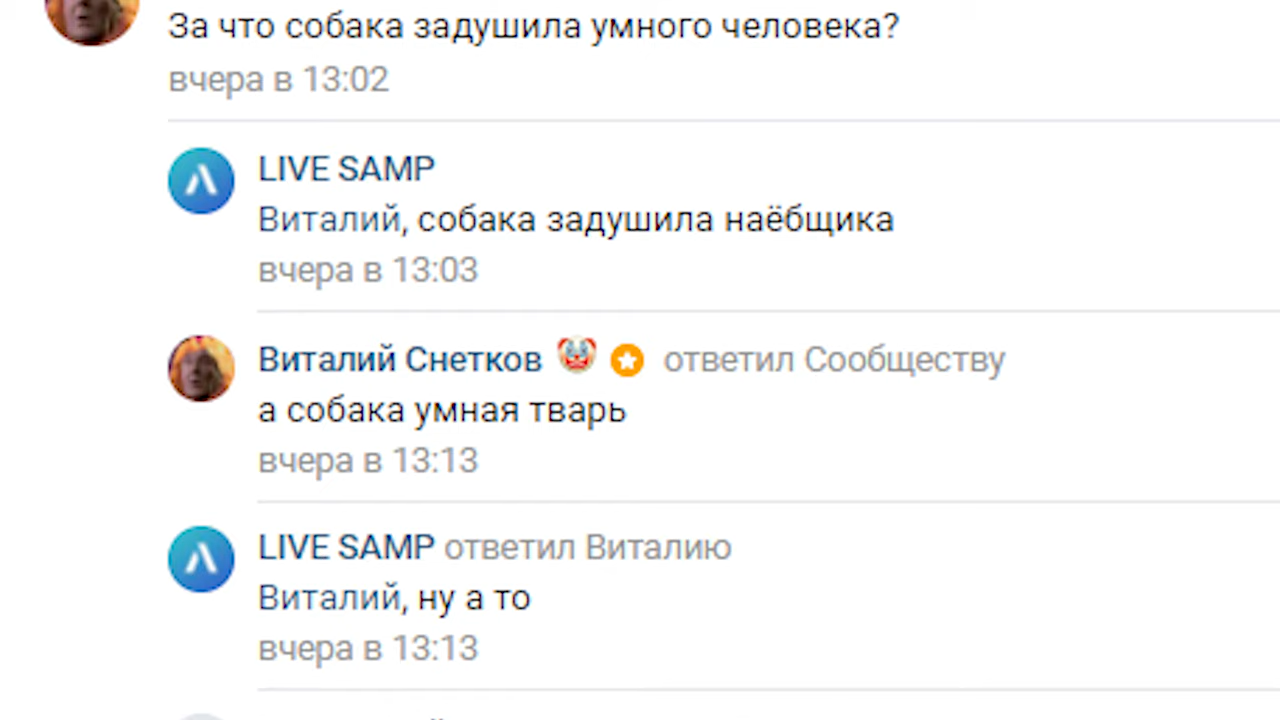 За что собака задушила умного человека?
вчера в 13:02
LIVE SAMP
Виталий, собака задушила наёбщика
вчера в 13:03
Виталий Снетков ответил Сообществу
а собака умная тварь
вчера в 13:13
LIVE SAMP ответил Виталию
Виталий, ну а то
вчера в 13:13